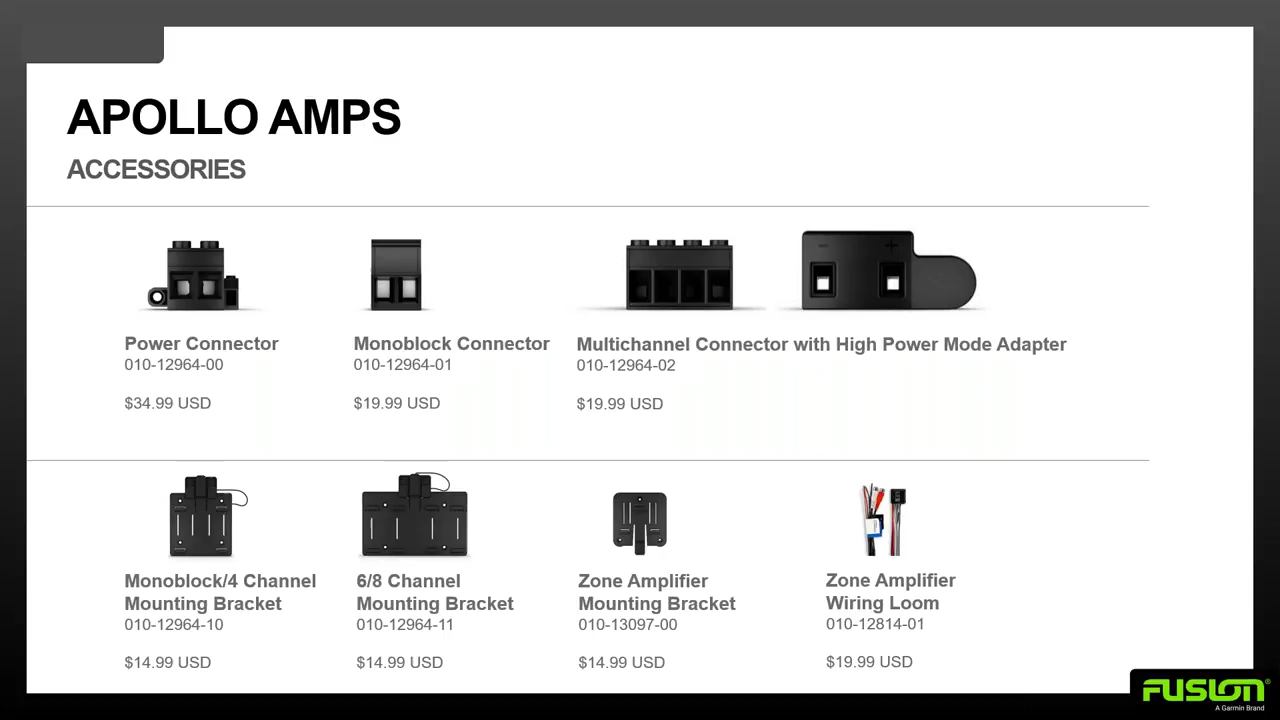 APOLLO AMPS
ACCESSORIES
Power Connector
010-12964-00
$34.99 USD
Monoblock Connector
010-12964-01
$19.99 USD
Multichannel Connector with High Power Mode Adapter
010-12964-02
$19.99 USD
Monoblock/4 Channel
Mounting Bracket
010-12964-10
$14.99 USD
6/8 Channel
Mounting Bracket
010-12964-11
$14.99 USD
Zone Amplifier
Mounting Bracket
010-13097-00
$14.99 USD
Zone Amplifier
Wiring Loom
010-12814-01
$19.99 USD
FUSION®
A Garmin Brand